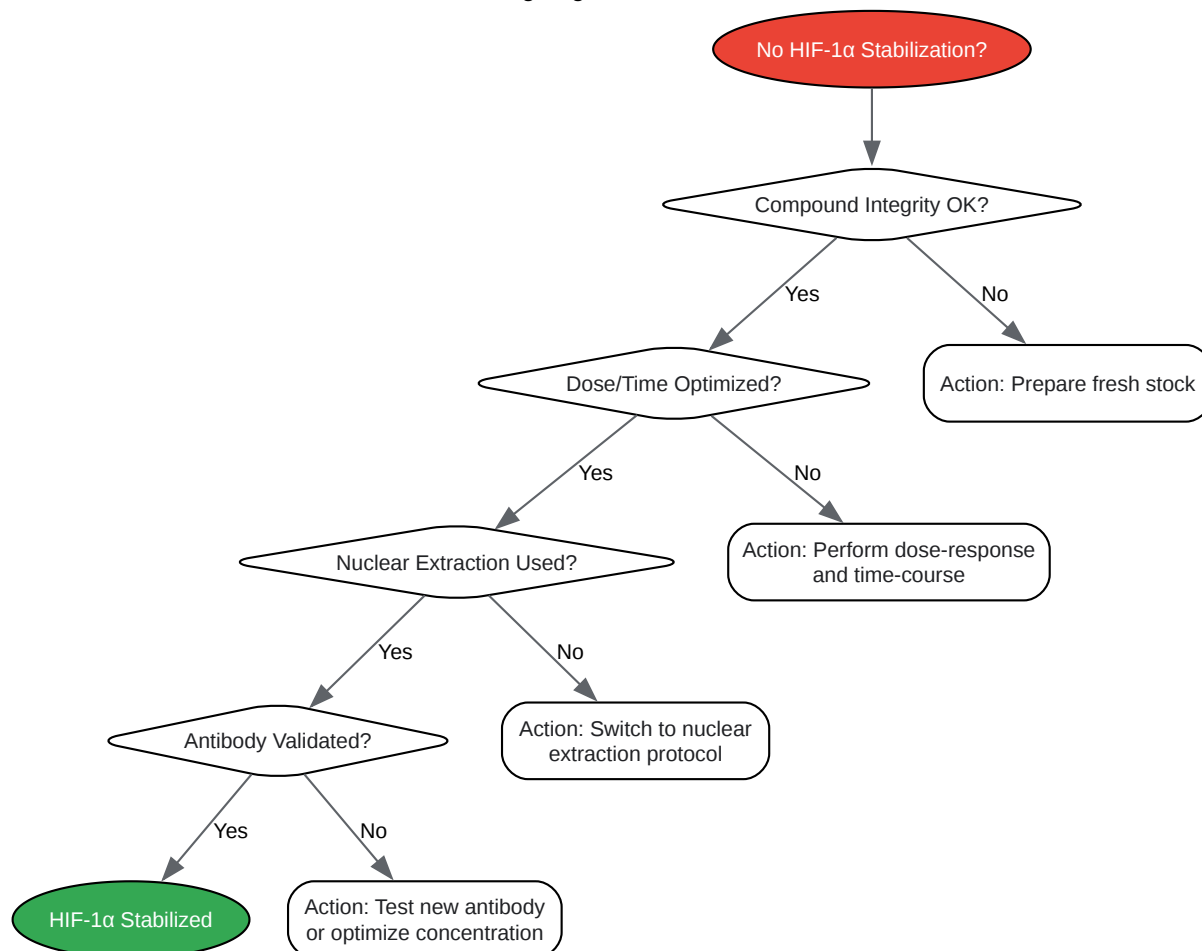 No HIF-1α Stabilization?
Compound Integrity OK?
Yes
No
Dose/Time Optimized?
Action: Prepare fresh stock
Yes
No
Nuclear Extraction Used?
Action: Perform dose-response
and time-course
Yes
No
Antibody Validated?
Action: Switch to nuclear
extraction protocol
Yes
No
HIF-1α Stabilized
Action: Test new antibody
or optimize concentration